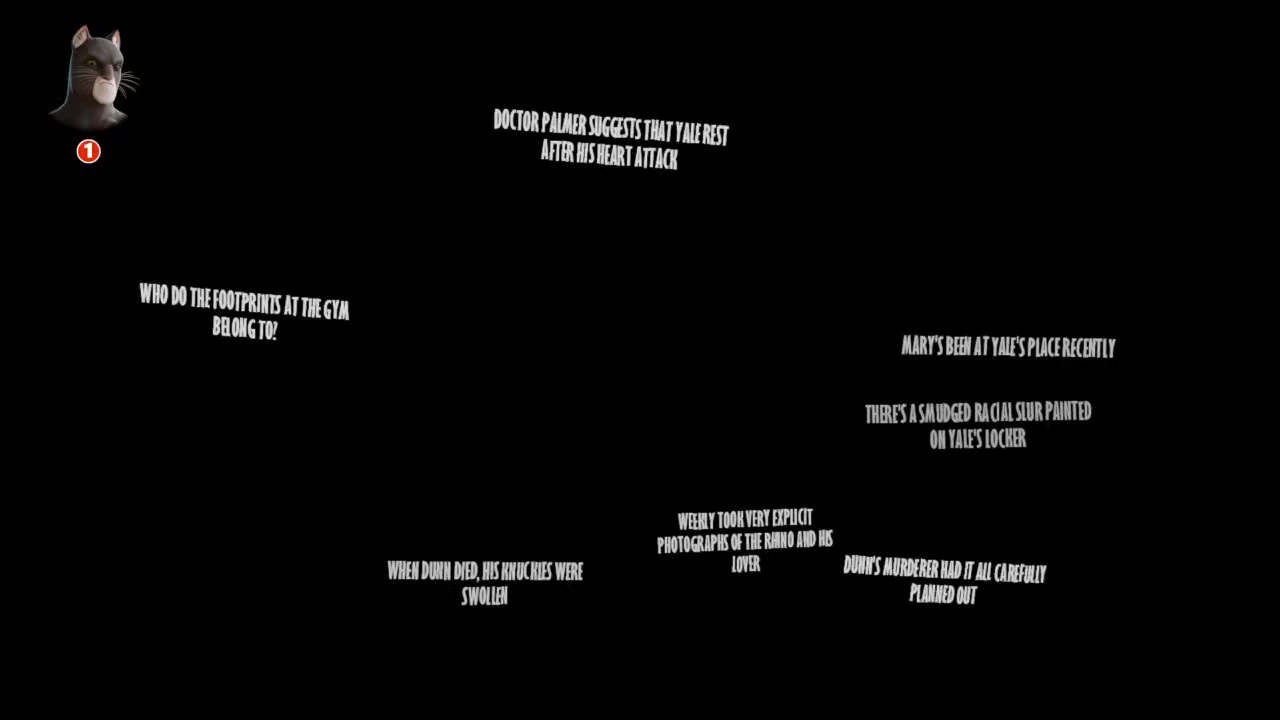 1
DOCTOR PALMER SUGGESTS THAT YALE REST
AFTER HIS HEART ATTACK
WHO DO THE FOOTPRINTS AT THE GYM
BELONG TO?
MARY'S BEEN AT YALE'S PLACE RECENTLY
THERE'S A SMUDGED RACIAL SLUR PAINTED
ON YALE'S LOCKER
WEEKLY TOOK VERY EXPLICIT
PHOTOGRAPHS OF THE RHINO AND HIS
LOVER
WHEN DUNN DIED, HIS KNUCKLES WERE
SWOLLEN
DUNN'S MURDERER HAD IT ALL CAREFULLY
PLANNED OUT